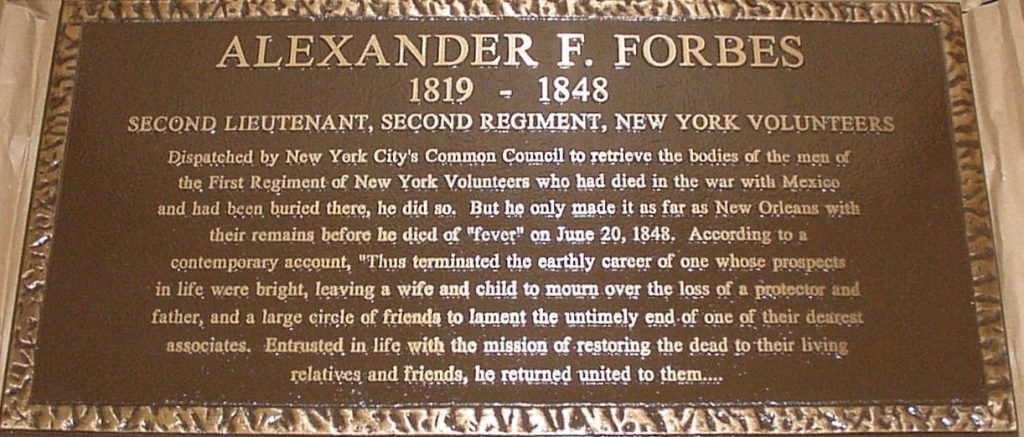 ALEXANDER F. FORBES
1819 - 1848
SECOND LIEUTENANT, SECOND REGIMENT, NEW YORK VOLUNTEERS
Dispatched by New York City's Common Council to retrieve the bodies of the men of
the First Regiment of New York Volunteers who had died in the war with Mexico
and had been buried there, he did so. But he only made it as far as New Orleans with
their remains before he died of "fever" on June 20, 1848. According to a
contemporary account, "Thus terminated the earthly career of one whose prospects
in life were bright, leaving a wife and child to mourn over the loss of a protector and
father, and a large circle of friends to lament the untimely end of one of their dearest
associates. Entrusted in life with the mission of restoring the dead to their living
relatives and friends, he returned united to them....